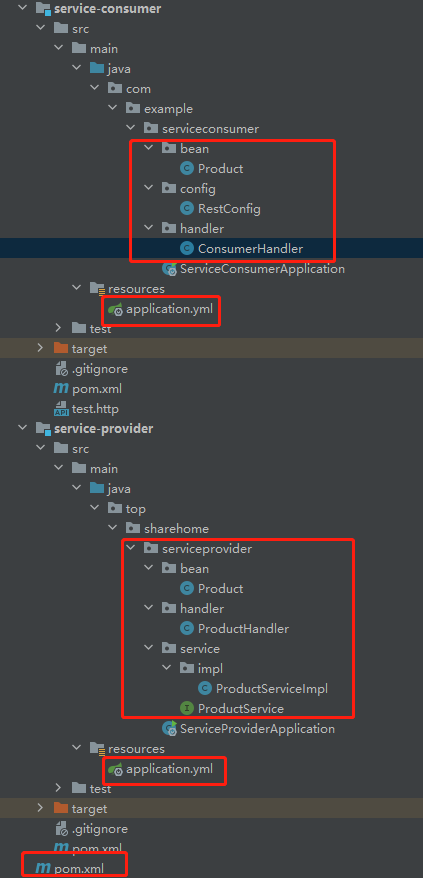 service-consumer
src
main
java
com
example
serviceconsumer
bean
Product
config
RestConfig
handler
ConsumerHandler
ServiceConsumerApplication
resources
application.yml
test
target
.gitignore
pom.xml
test.http
service-provider
src
main
java
top
sharehome
serviceprovider
bean
Product
handler
ProductHandler
service
impl
ProductServiceImpl
ProductService
ServiceProviderApplication
resources
application.yml
test
target
.gitignore
pom.xml
pom.xml